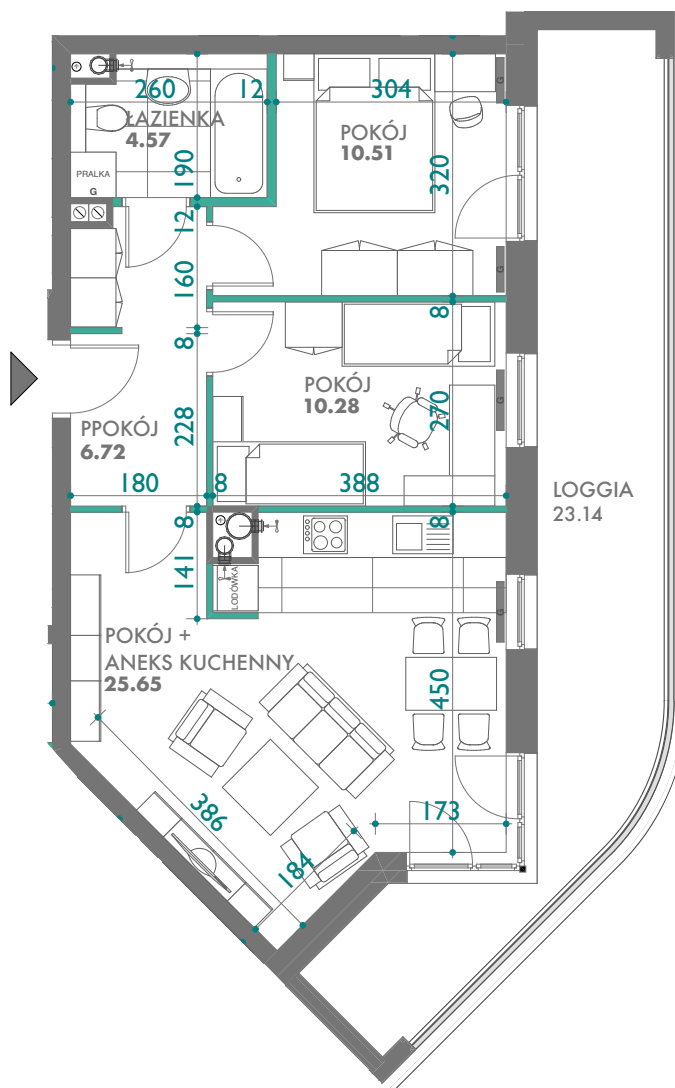 260
12
304
ŁAZIENKA
4.57
POKÓJ
10.51
PRALKA
G
190
320
G
12
160
G
8
8
POKÓJ
10.28
270
G
PPOKÓJ
6.72
228
180
8
388
LOGGIA
23.14
8
8
141
LODÓWKA
G
POKÓJ +
ANEKS KUCHENNY
25.65
450
386
173
184